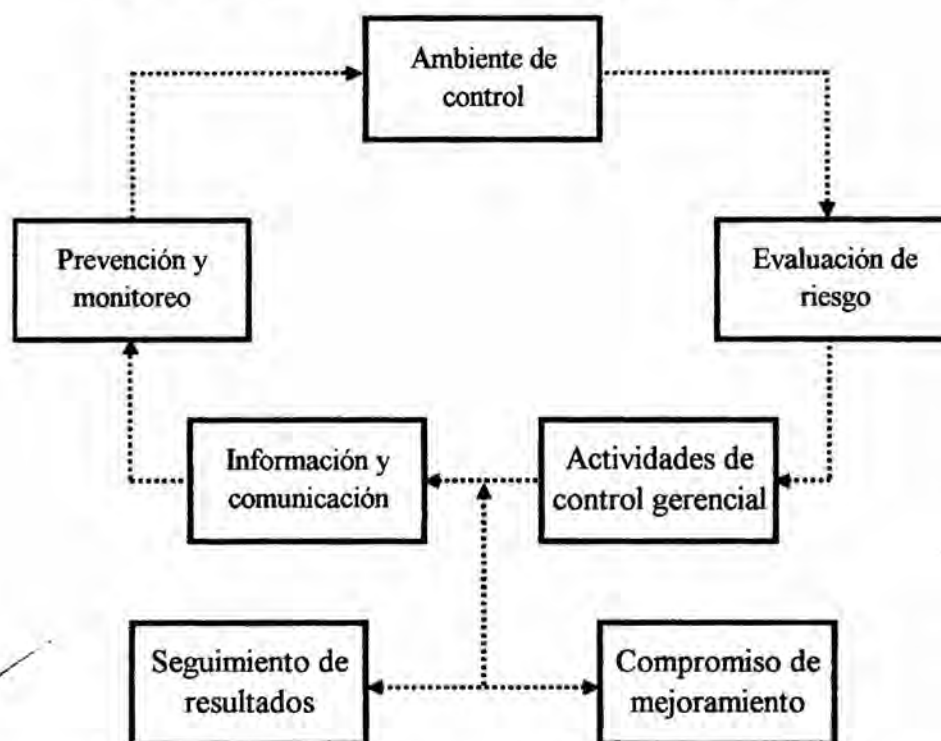 Ambiente de
control
Prevención y
monitoreo
Evaluación de
riesgo
Información y
comunicación
Actividades de
control gerencial
Seguimiento de
resultados
Compromiso de
mejoramiento